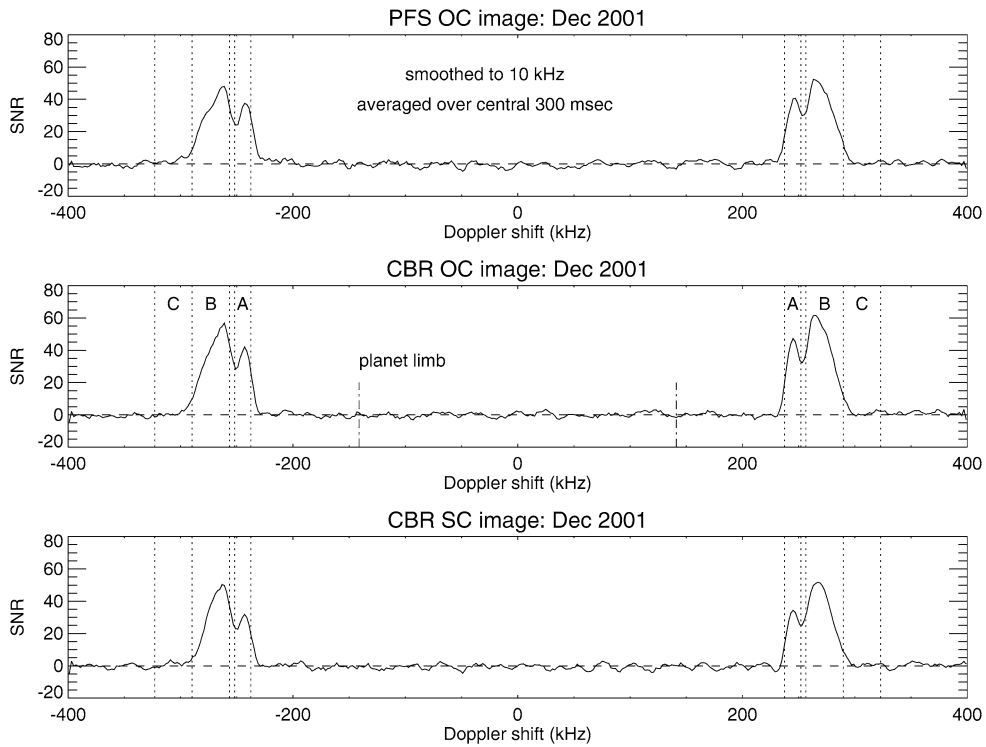 PFS OC image: Dec 2001
80
60
40
20
0
-20
SNR
smoothed to 10 kHz
averaged over central 300 msec
-400 -200 0 200 400
Doppler shift (kHz)
CBR OC image: Dec 2001
80
60
40
20
0
-20
SNR
C B A A B C
planet limb
-400 -200 0 200 400
Doppler shift (kHz)
CBR SC image: Dec 2001
80
60
40
20
0
-20
SNR
-400 -200 0 200 400
Doppler shift (kHz)